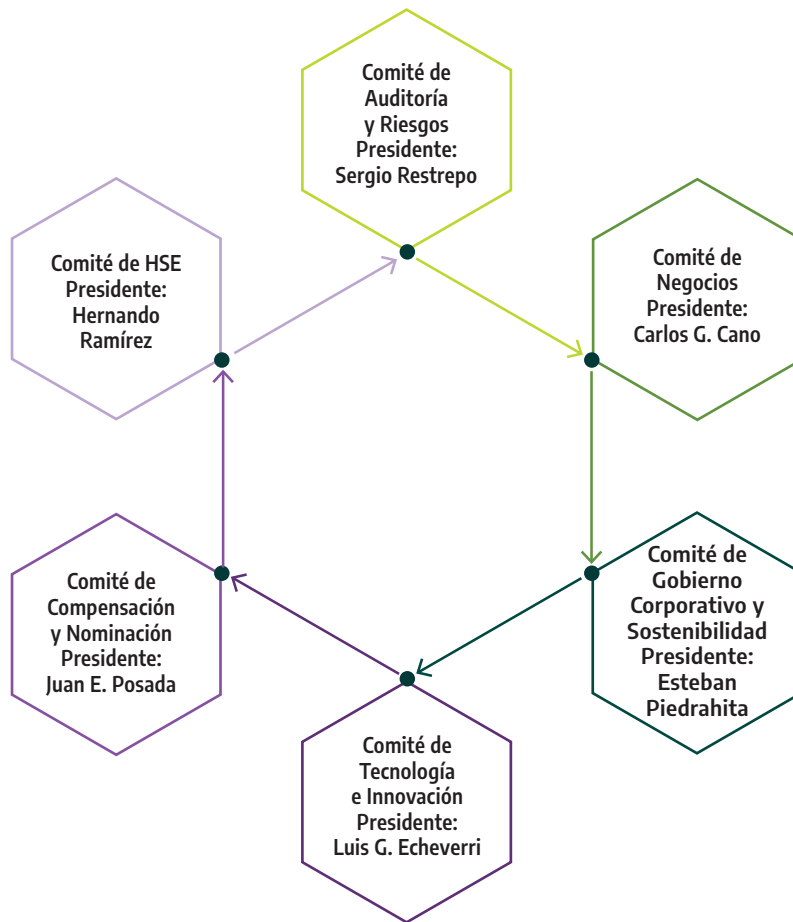 Comité de
Auditoría
y Riesgos
Presidente:
Sergio Restrepo
Comité de
Negocios
Presidente:
Carlos G. Cano
Comité de
Gobierno
Corporativo y
Sostenibilidad
Presidente:
Esteban
Piedrahita
Comité de
Tecnología
e Innovación
Presidente:
Luis G. Echeverri
Comité de
Compensación
y Nominación
Presidente:
Juan E. Posada
Comité de HSE
Presidente:
Hernando
Ramírez